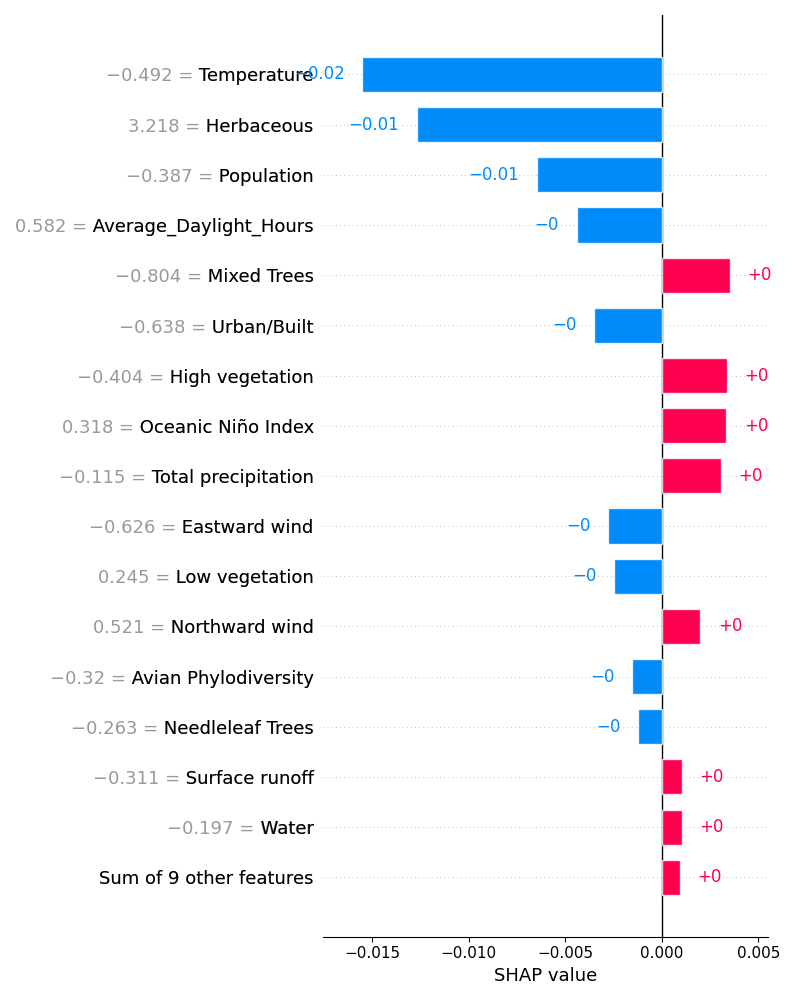 −0.492 = Temperature −0.02
3.218 = Herbaceous −0.01
−0.387 = Population −0.01
0.582 = Average_Daylight_Hours −0
−0.804 = Mixed Trees +0
−0.638 = Urban/Built −0
−0.404 = High vegetation +0
0.318 = Oceanic Niño Index +0
−0.115 = Total precipitation +0
−0.626 = Eastward wind −0
0.245 = Low vegetation −0
0.521 = Northward wind +0
−0.32 = Avian Phylodiversity −0
−0.263 = Needleleaf Trees −0
−0.311 = Surface runoff +0
−0.197 = Water +0
Sum of 9 other features +0
−0.015 −0.010 −0.005 0.000 0.005
SHAP value